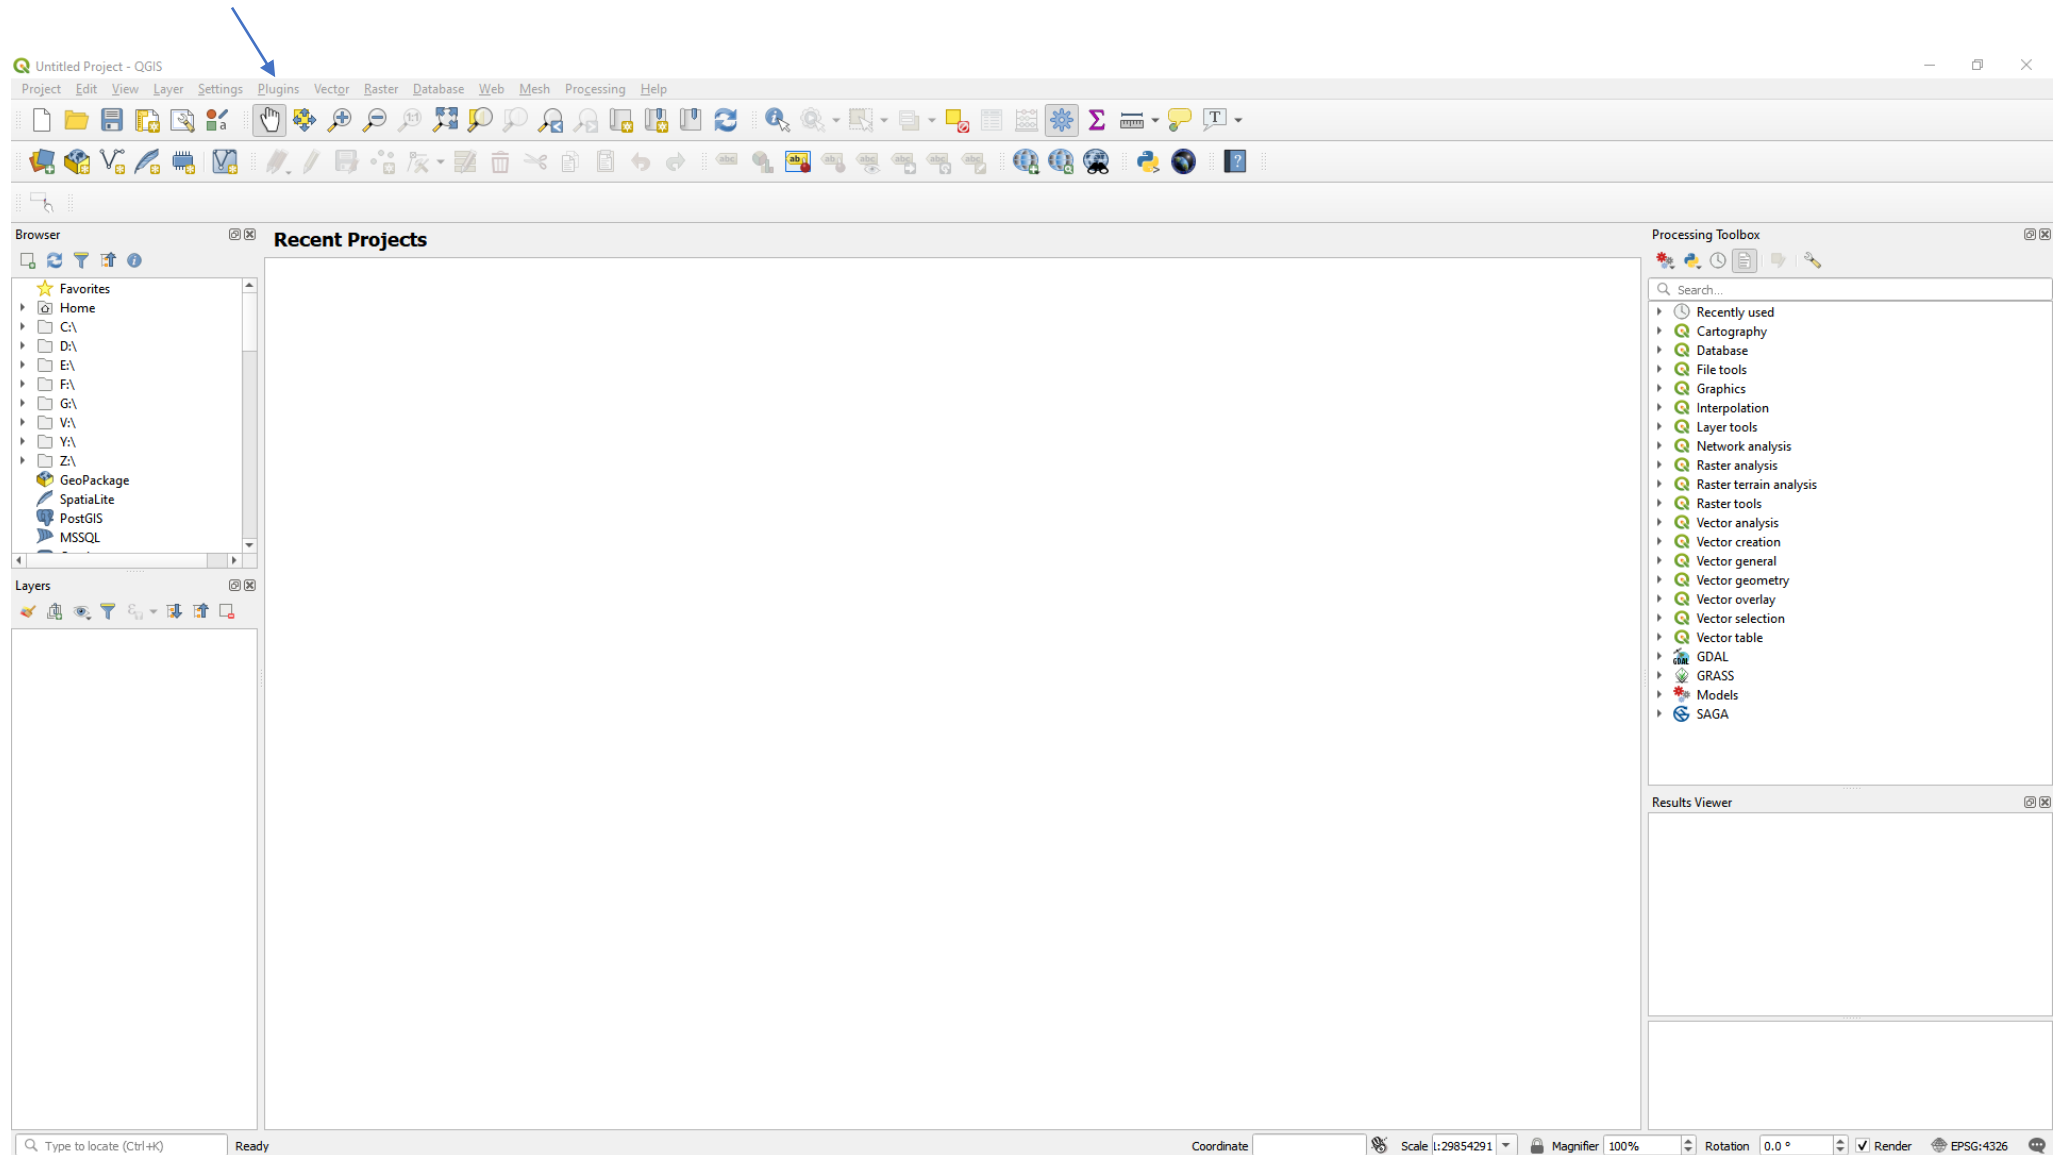 Untitled Project - QGIS
Project Edit View Layer Settings Plugins Vector Raster Database Web Mesh Processing Help
Browser
Favorites
Home
C:\
D:\
E:\
F:\
G:\
V:\
Y:\
Z:\
GeoPackage
SpatiaLite
PostGIS
MSSQL
Layers
Recent Projects
Processing Toolbox
Search...
Recently used
Cartography
Database
File tools
Graphics
Interpolation
Layer tools
Network analysis
Raster analysis
Raster terrain analysis
Raster tools
Vector analysis
Vector creation
Vector general
Vector geometry
Vector overlay
Vector selection
Vector table
GDAL
GRASS
Models
SAGA
Results Viewer
Type to locate (Ctrl+K) Ready Coordinate Scale 1:29854291 Magnifier 100% Rotation 0.0 ° Render EPSG:4326